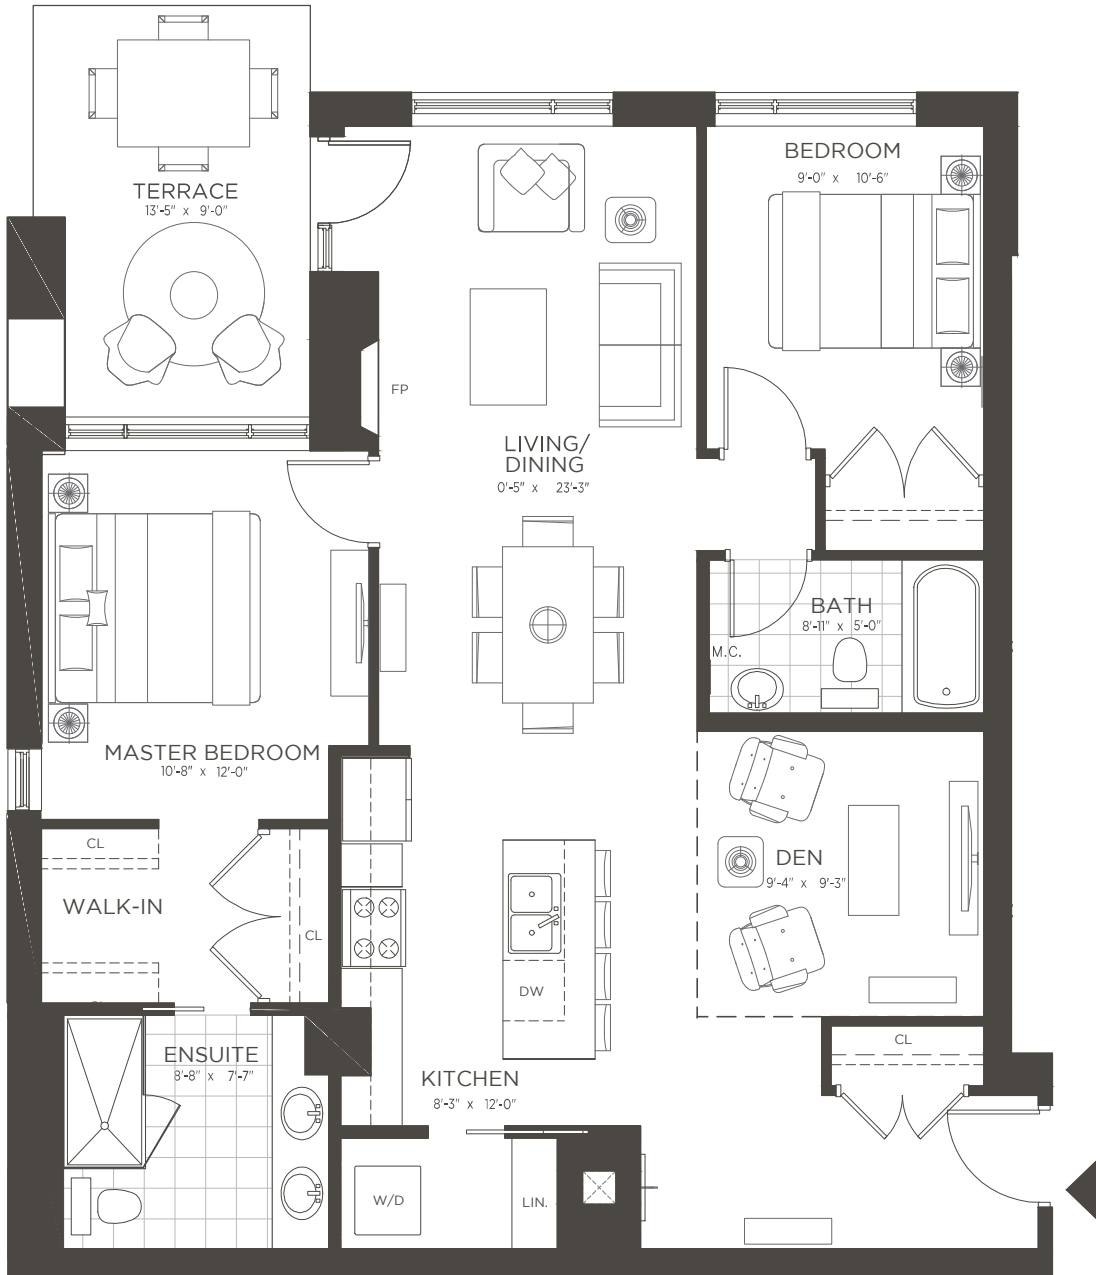 TERRACE
13'-5" x 9'-0"
BEDROOM
9'-0" x 10'-6"
FP
LIVING/
DINING
0'-5" x 23'-3"
BATH
8'-11" x 5'-0"
M.C.
MASTER BEDROOM
10'-8" x 12'-0"
CL
WALK-IN
CL
DEN
9'-4" x 9'-3"
DW
ENSUITE
8'-8" x 7'-7"
CL
KITCHEN
8'-3" x 12'-0"
W/D
LIN.